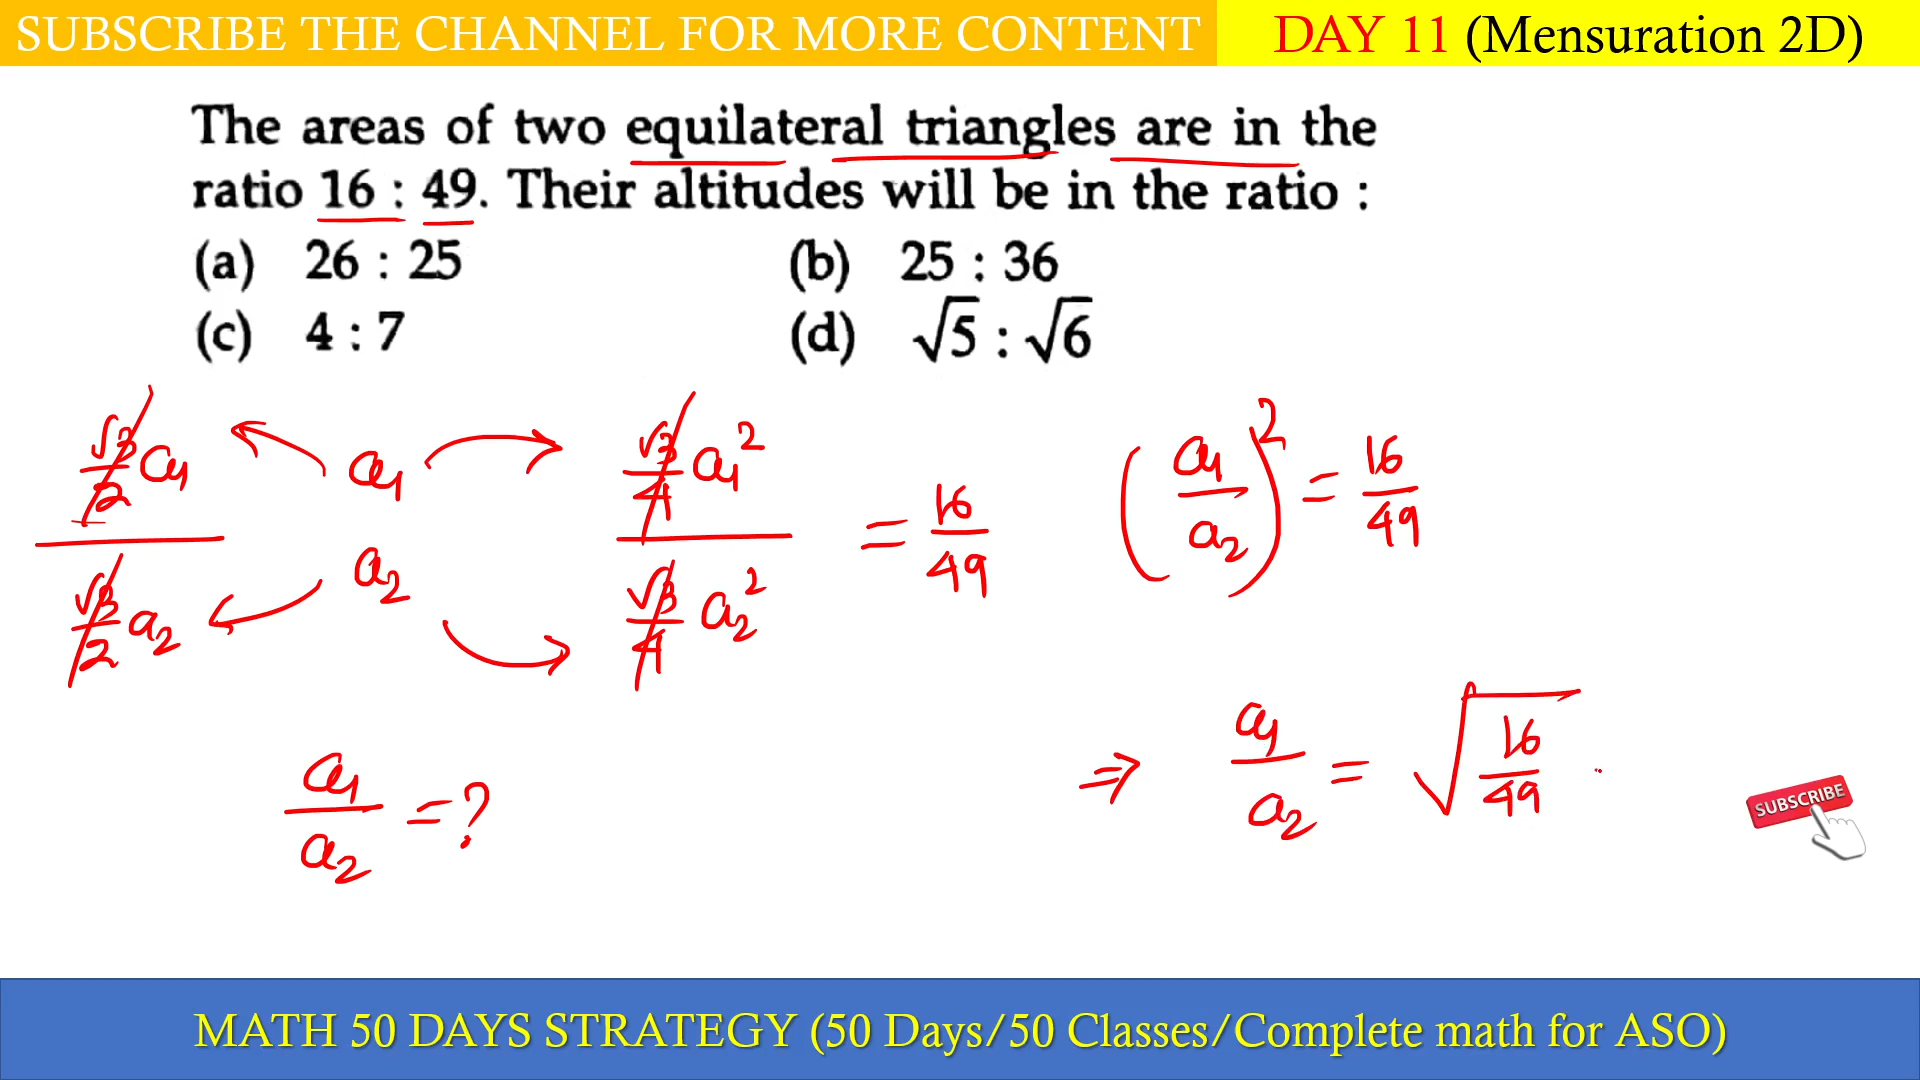 SUBSCRIBE THE CHANNEL FOR MORE CONTENT
DAY 11 (Mensuration 2D)
The areas of two equilateral triangles are in the
ratio 16 : 49. Their altitudes will be in the ratio :
(a) 26 : 25 (b) 25 : 36
(c) 4 : 7 (d) √5 : √6
√3/2 a1 / √3/2 a2
a1
a2
√3/4 a1² / √3/4 a2² = 16/49
(a1/a2)² = 16/49
a1/a2 = ?
⇒ a1/a2 = √(16/49)
SUBSCRIBE
MATH 50 DAYS STRATEGY (50 Days/50 Classes/Complete math for ASO)